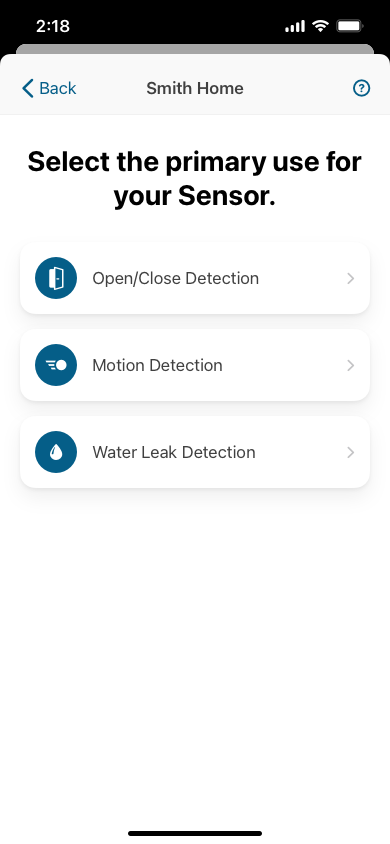 2:18
Back
Smith Home
Select the primary use for
your Sensor.
Open/Close Detection
Motion Detection
Water Leak Detection